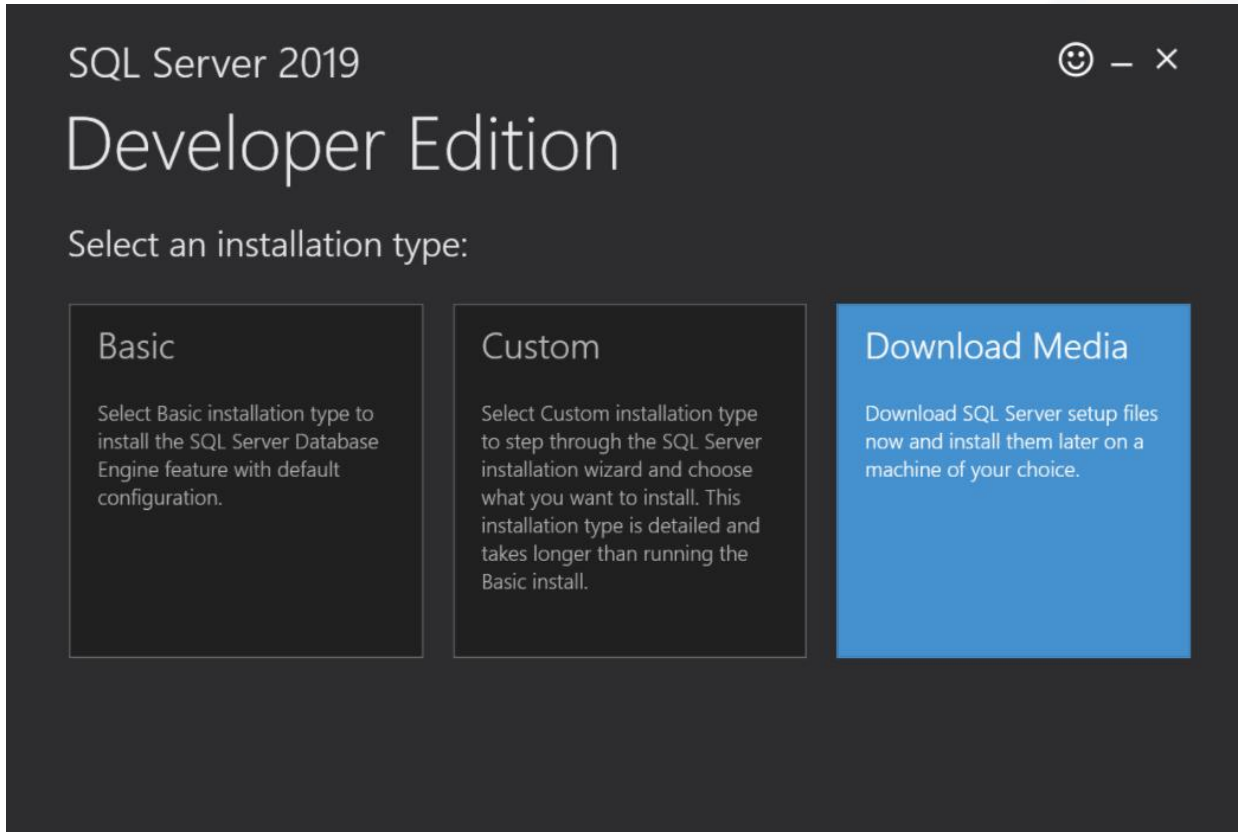 SQL Server 2019
Developer Edition
Select an installation type:
Basic
Select Basic installation type to
install the SQL Server Database
Engine feature with default
configuration.
Custom
Select Custom installation type
to step through the SQL Server
installation wizard and choose
what you want to install. This
installation type is detailed and
takes longer than running the
Basic install.
Download Media
Download SQL Server setup files
now and install them later on a
machine of your choice.